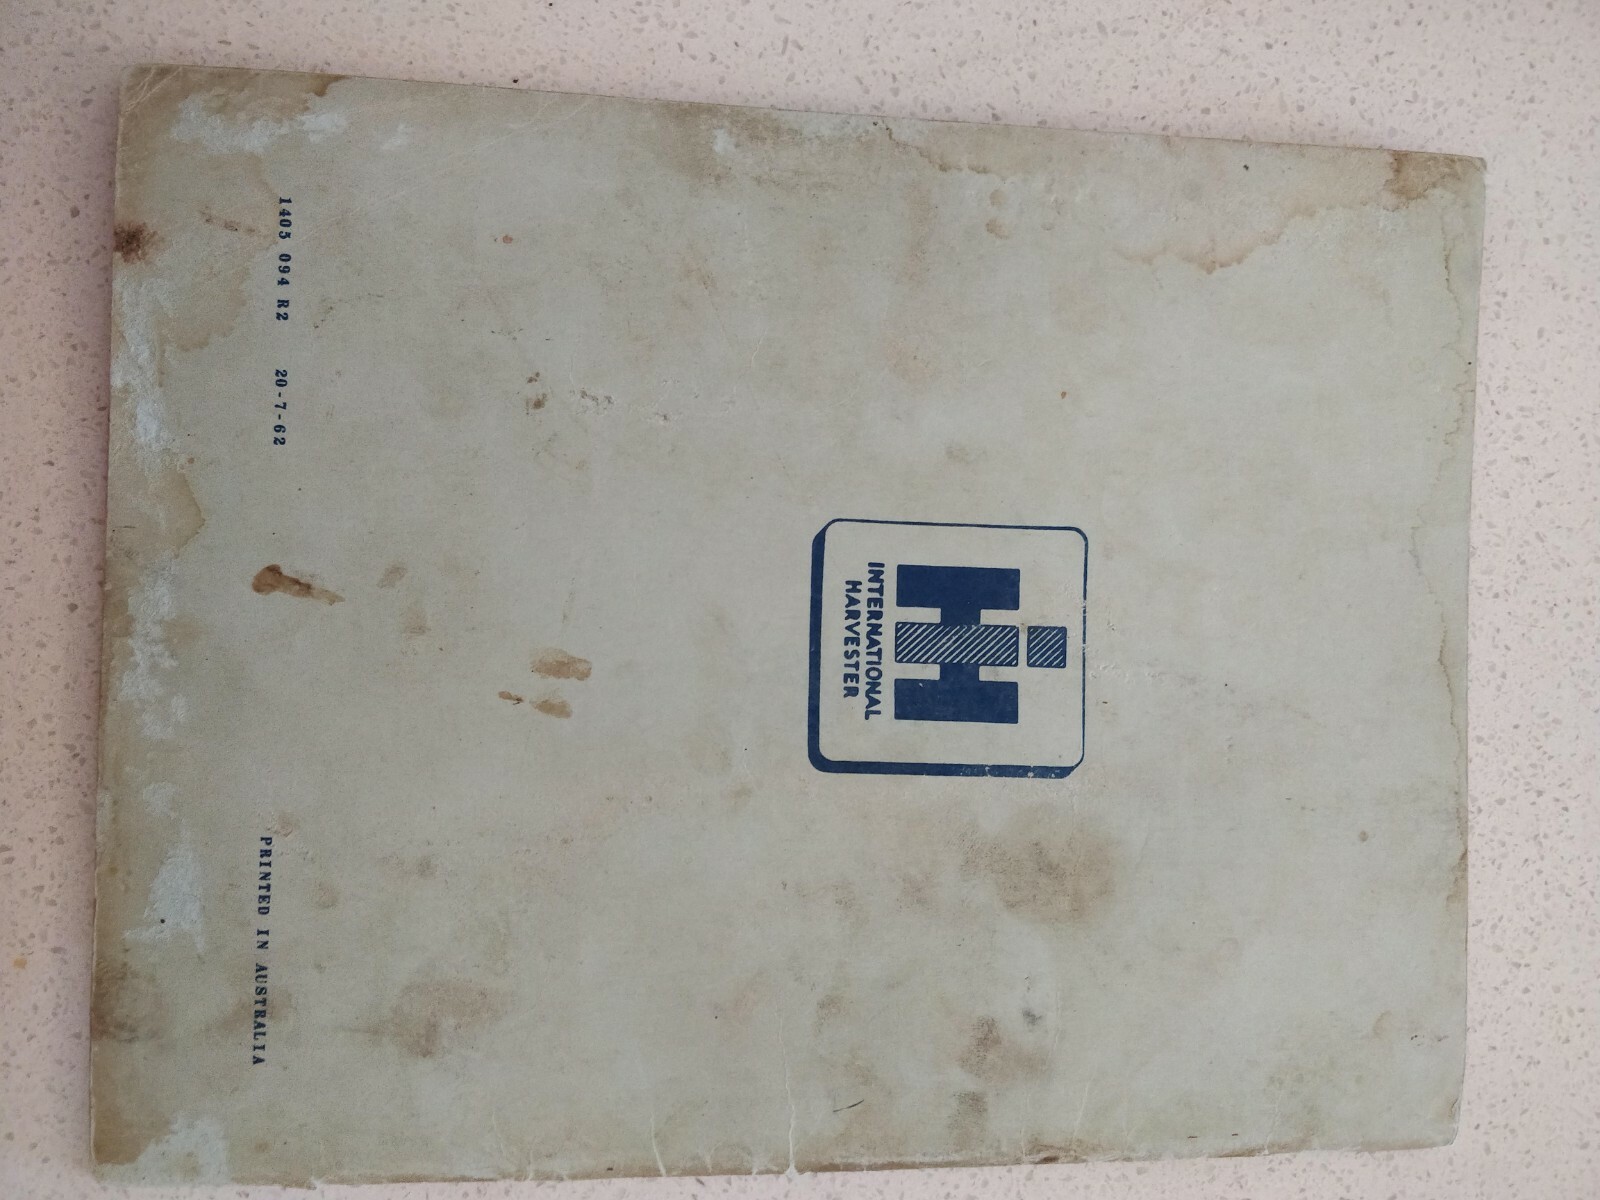 INTERNATIONAL
HARVESTER
1405 094 R2 20-7-62
PRINTED IN AUSTRALIA